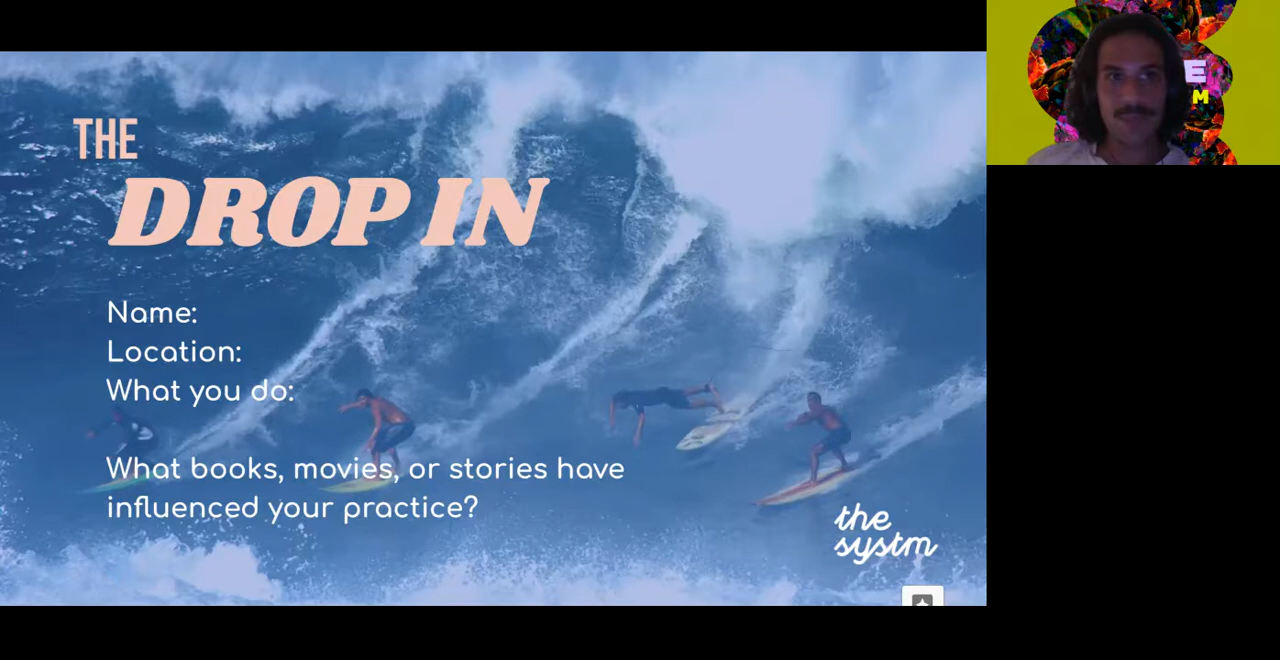 THE
DROP IN
Name:
Location:
What you do:
What books, movies, or stories have
influenced your practice?
the
systm
E
M